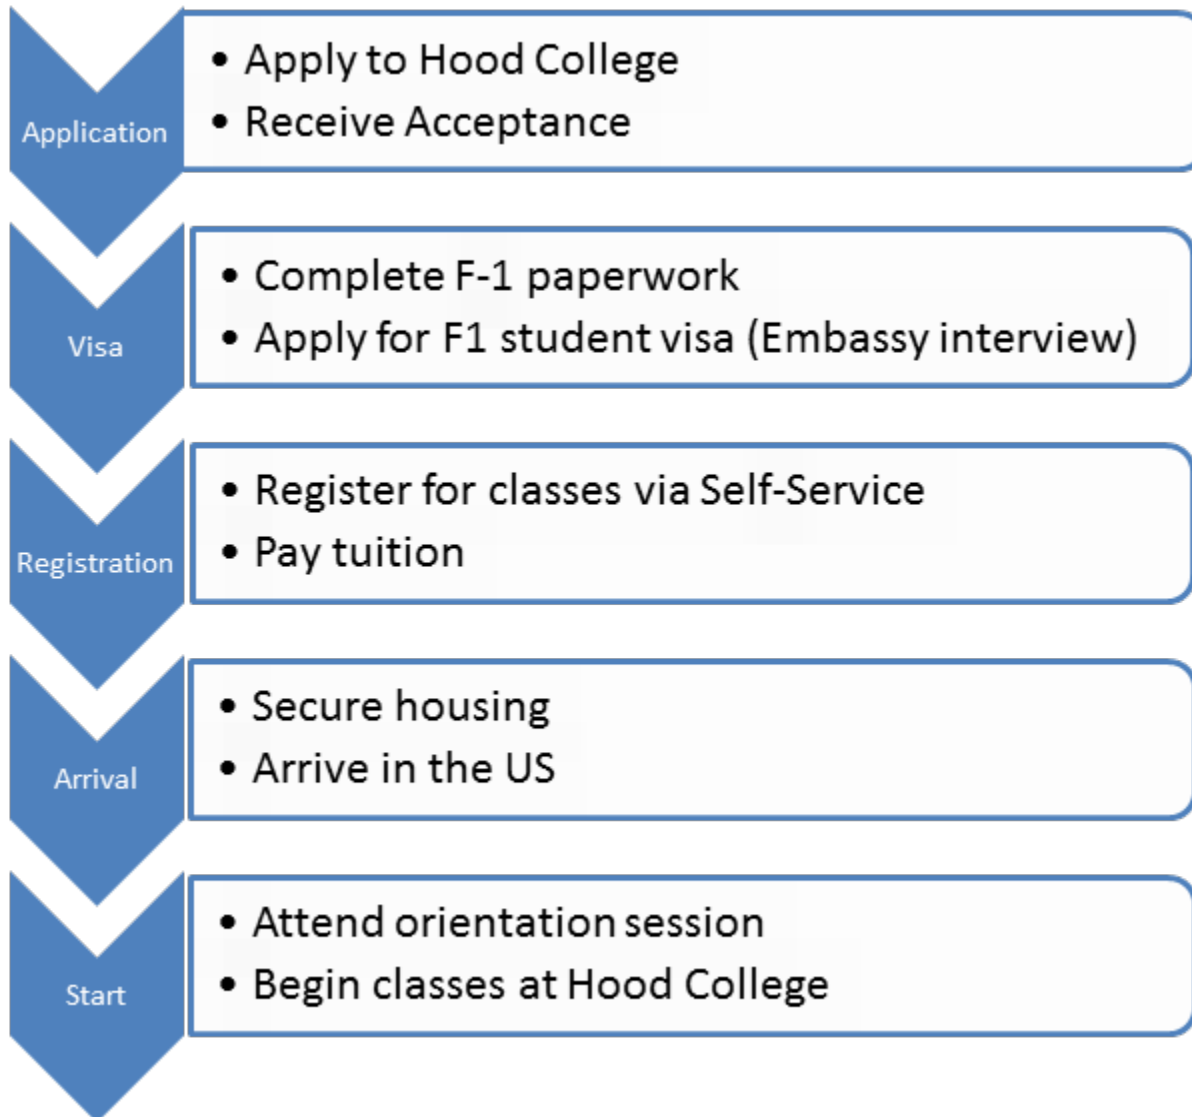 Application
• Apply to Hood College
• Receive Acceptance
Visa
• Complete F-1 paperwork
• Apply for F1 student visa (Embassy interview)
Registration
• Register for classes via Self-Service
• Pay tuition
Arrival
• Secure housing
• Arrive in the US
Start
• Attend orientation session
• Begin classes at Hood College